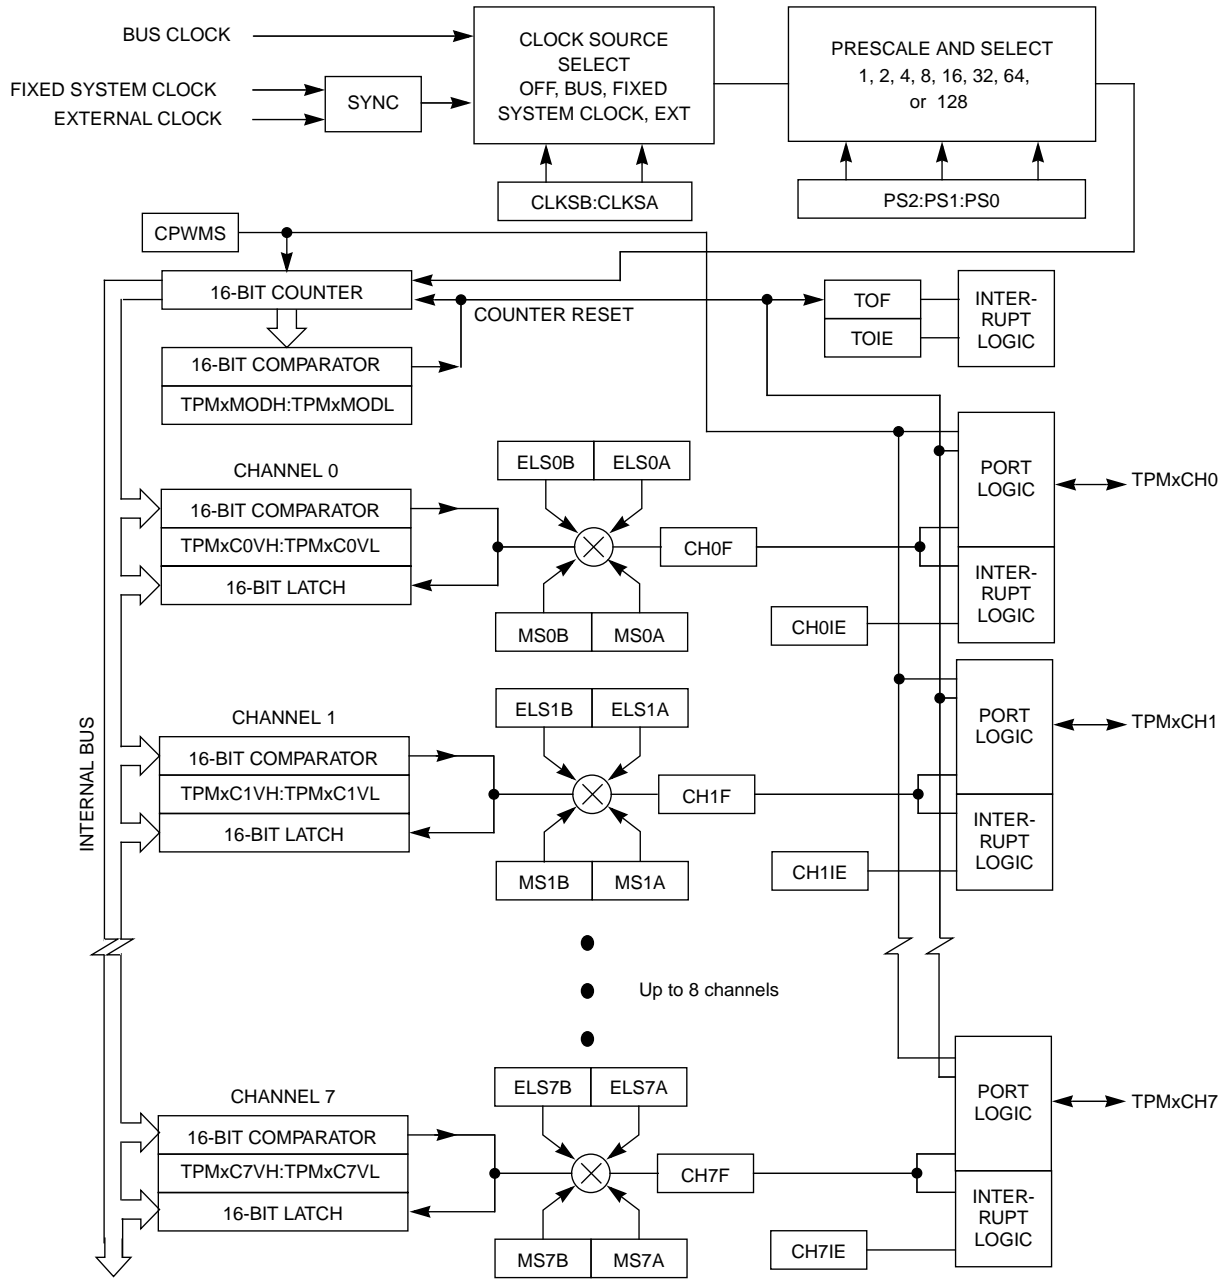 BUS CLOCK
FIXED SYSTEM CLOCK
EXTERNAL CLOCK
SYNC
CLOCK SOURCE
SELECT
OFF, BUS, FIXED
SYSTEM CLOCK, EXT
PRESCALE AND SELECT
1, 2, 4, 8, 16, 32, 64,
or 128
CLKSB:CLKSA
PS2:PS1:PS0
CPWMS
16-BIT COUNTER
COUNTER RESET
16-BIT COMPARATOR
TPMxMODH:TPMxMODL
TOF
TOIE
INTER-
RUPT
LOGIC
CHANNEL 0
16-BIT COMPARATOR
TPMxC0VH:TPMxC0VL
16-BIT LATCH
ELS0B
ELS0A
MS0B
MS0A
CH0F
CH0IE
PORT
LOGIC
INTER-
RUPT
LOGIC
TPMxCH0
INTERNAL BUS
CHANNEL 1
16-BIT COMPARATOR
TPMxC1VH:TPMxC1VL
16-BIT LATCH
ELS1B
ELS1A
MS1B
MS1A
CH1F
CH1IE
PORT
LOGIC
INTER-
RUPT
LOGIC
TPMxCH1
Up to 8 channels
CHANNEL 7
16-BIT COMPARATOR
TPMxC7VH:TPMxC7VL
16-BIT LATCH
ELS7B
ELS7A
MS7B
MS7A
CH7F
CH7IE
PORT
LOGIC
INTER-
RUPT
LOGIC
TPMxCH7